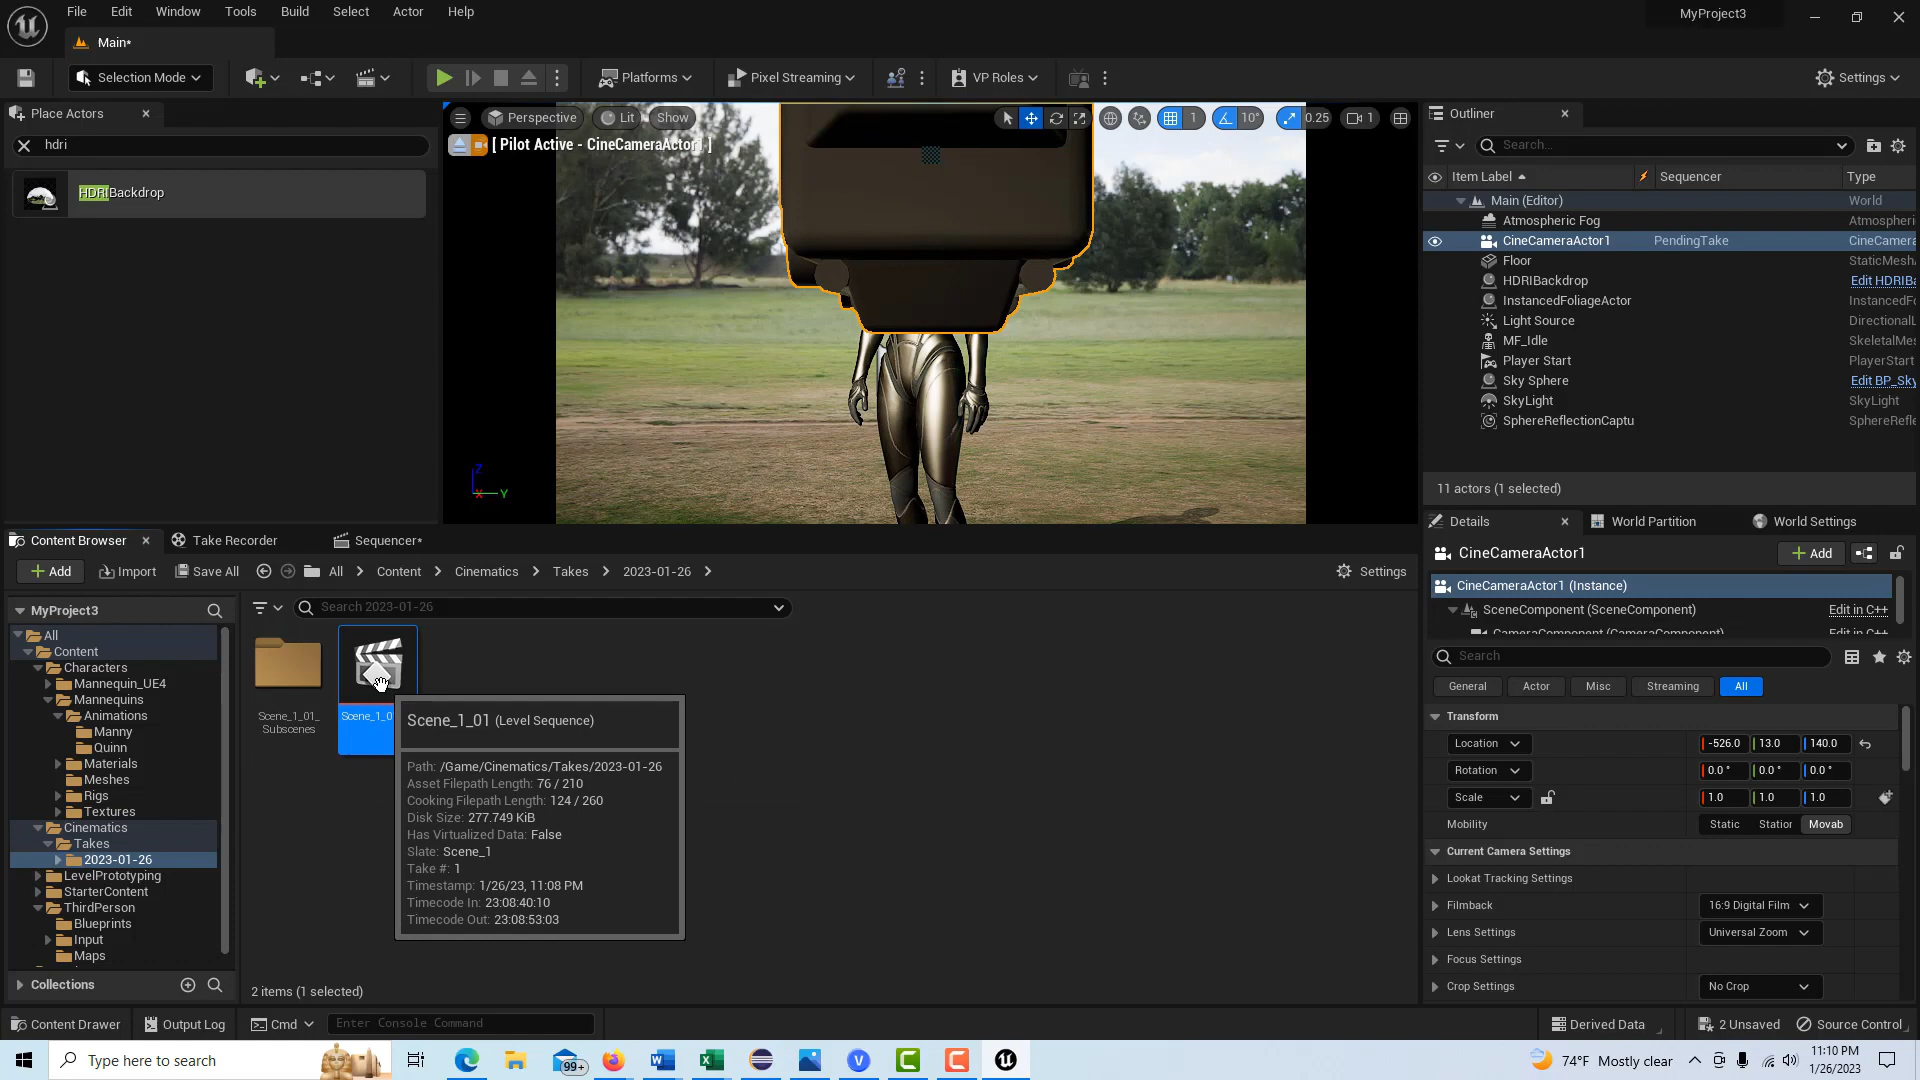 File Edit Window Tools Build Select Actor Help
MyProject3
Main*
Selection Mode
Platforms
Pixel Streaming
VP Roles
Settings
Place Actors
hdri
HDRIBackdrop
Perspective Lit Show
1 10° 0.25 1
[ Pilot Active - CineCameraActor1 ]
Z
X
Y
Outliner
Search...
Item Label Sequencer Type
Main (Editor) World
Atmospheric Fog Atmospheri
CineCameraActor1 PendingTake CineCamera
Floor StaticMesh
HDRIBackdrop Edit HDRIBa
InstancedFoliageActor InstancedFo
Light Source DirectionalL
MF_Idle SkeletalMes
Player Start PlayerStart
Sky Sphere Edit BP_Sky
SkyLight SkyLight
SphereReflectionCaptu SphereRefle
11 actors (1 selected)
Content Browser Take Recorder Sequencer*
Add Import Save All All Content Cinematics Takes 2023-01-26 Settings
MyProject3
Search 2023-01-26
All
Content
Characters
Mannequin_UE4
Mannequins
Animations
Manny
Quinn
Materials
Meshes
Rigs
Textures
Cinematics
Takes
2023-01-26
LevelPrototyping
StarterContent
ThirdPerson
Blueprints
Input
Maps
Collections
Scene_1_01_
Subscenes
Scene_1_0
Scene_1_01 (Level Sequence)
Path: /Game/Cinematics/Takes/2023-01-26
Asset Filepath Length: 76 / 210
Cooking Filepath Length: 124 / 260
Disk Size: 277.749 KiB
Has Virtualized Data: False
Slate: Scene_1
Take #: 1
Timestamp: 1/26/23, 11:08 PM
Timecode In: 23:08:40:10
Timecode Out: 23:08:53:03
2 items (1 selected)
Details World Partition World Settings
CineCameraActor1 Add
CineCameraActor1 (Instance)
SceneComponent (SceneComponent) Edit in C++
CameraComponent (CameraComponent) Edit in C++
Search
General Actor Misc Streaming All
Transform
Location -526.0 13.0 140.0
Rotation 0.0° 0.0° 0.0°
Scale 1.0 1.0 1.0
Mobility Static Station Movab
Current Camera Settings
Lookat Tracking Settings
Filmback 16:9 Digital Film
Lens Settings Universal Zoom
Focus Settings
Crop Settings No Crop
Content Drawer Output Log Cmd Enter Console Command Derived Data 2 Unsaved Source Control
Type here to search
99+
74°F Mostly clear
11:10 PM
1/26/2023